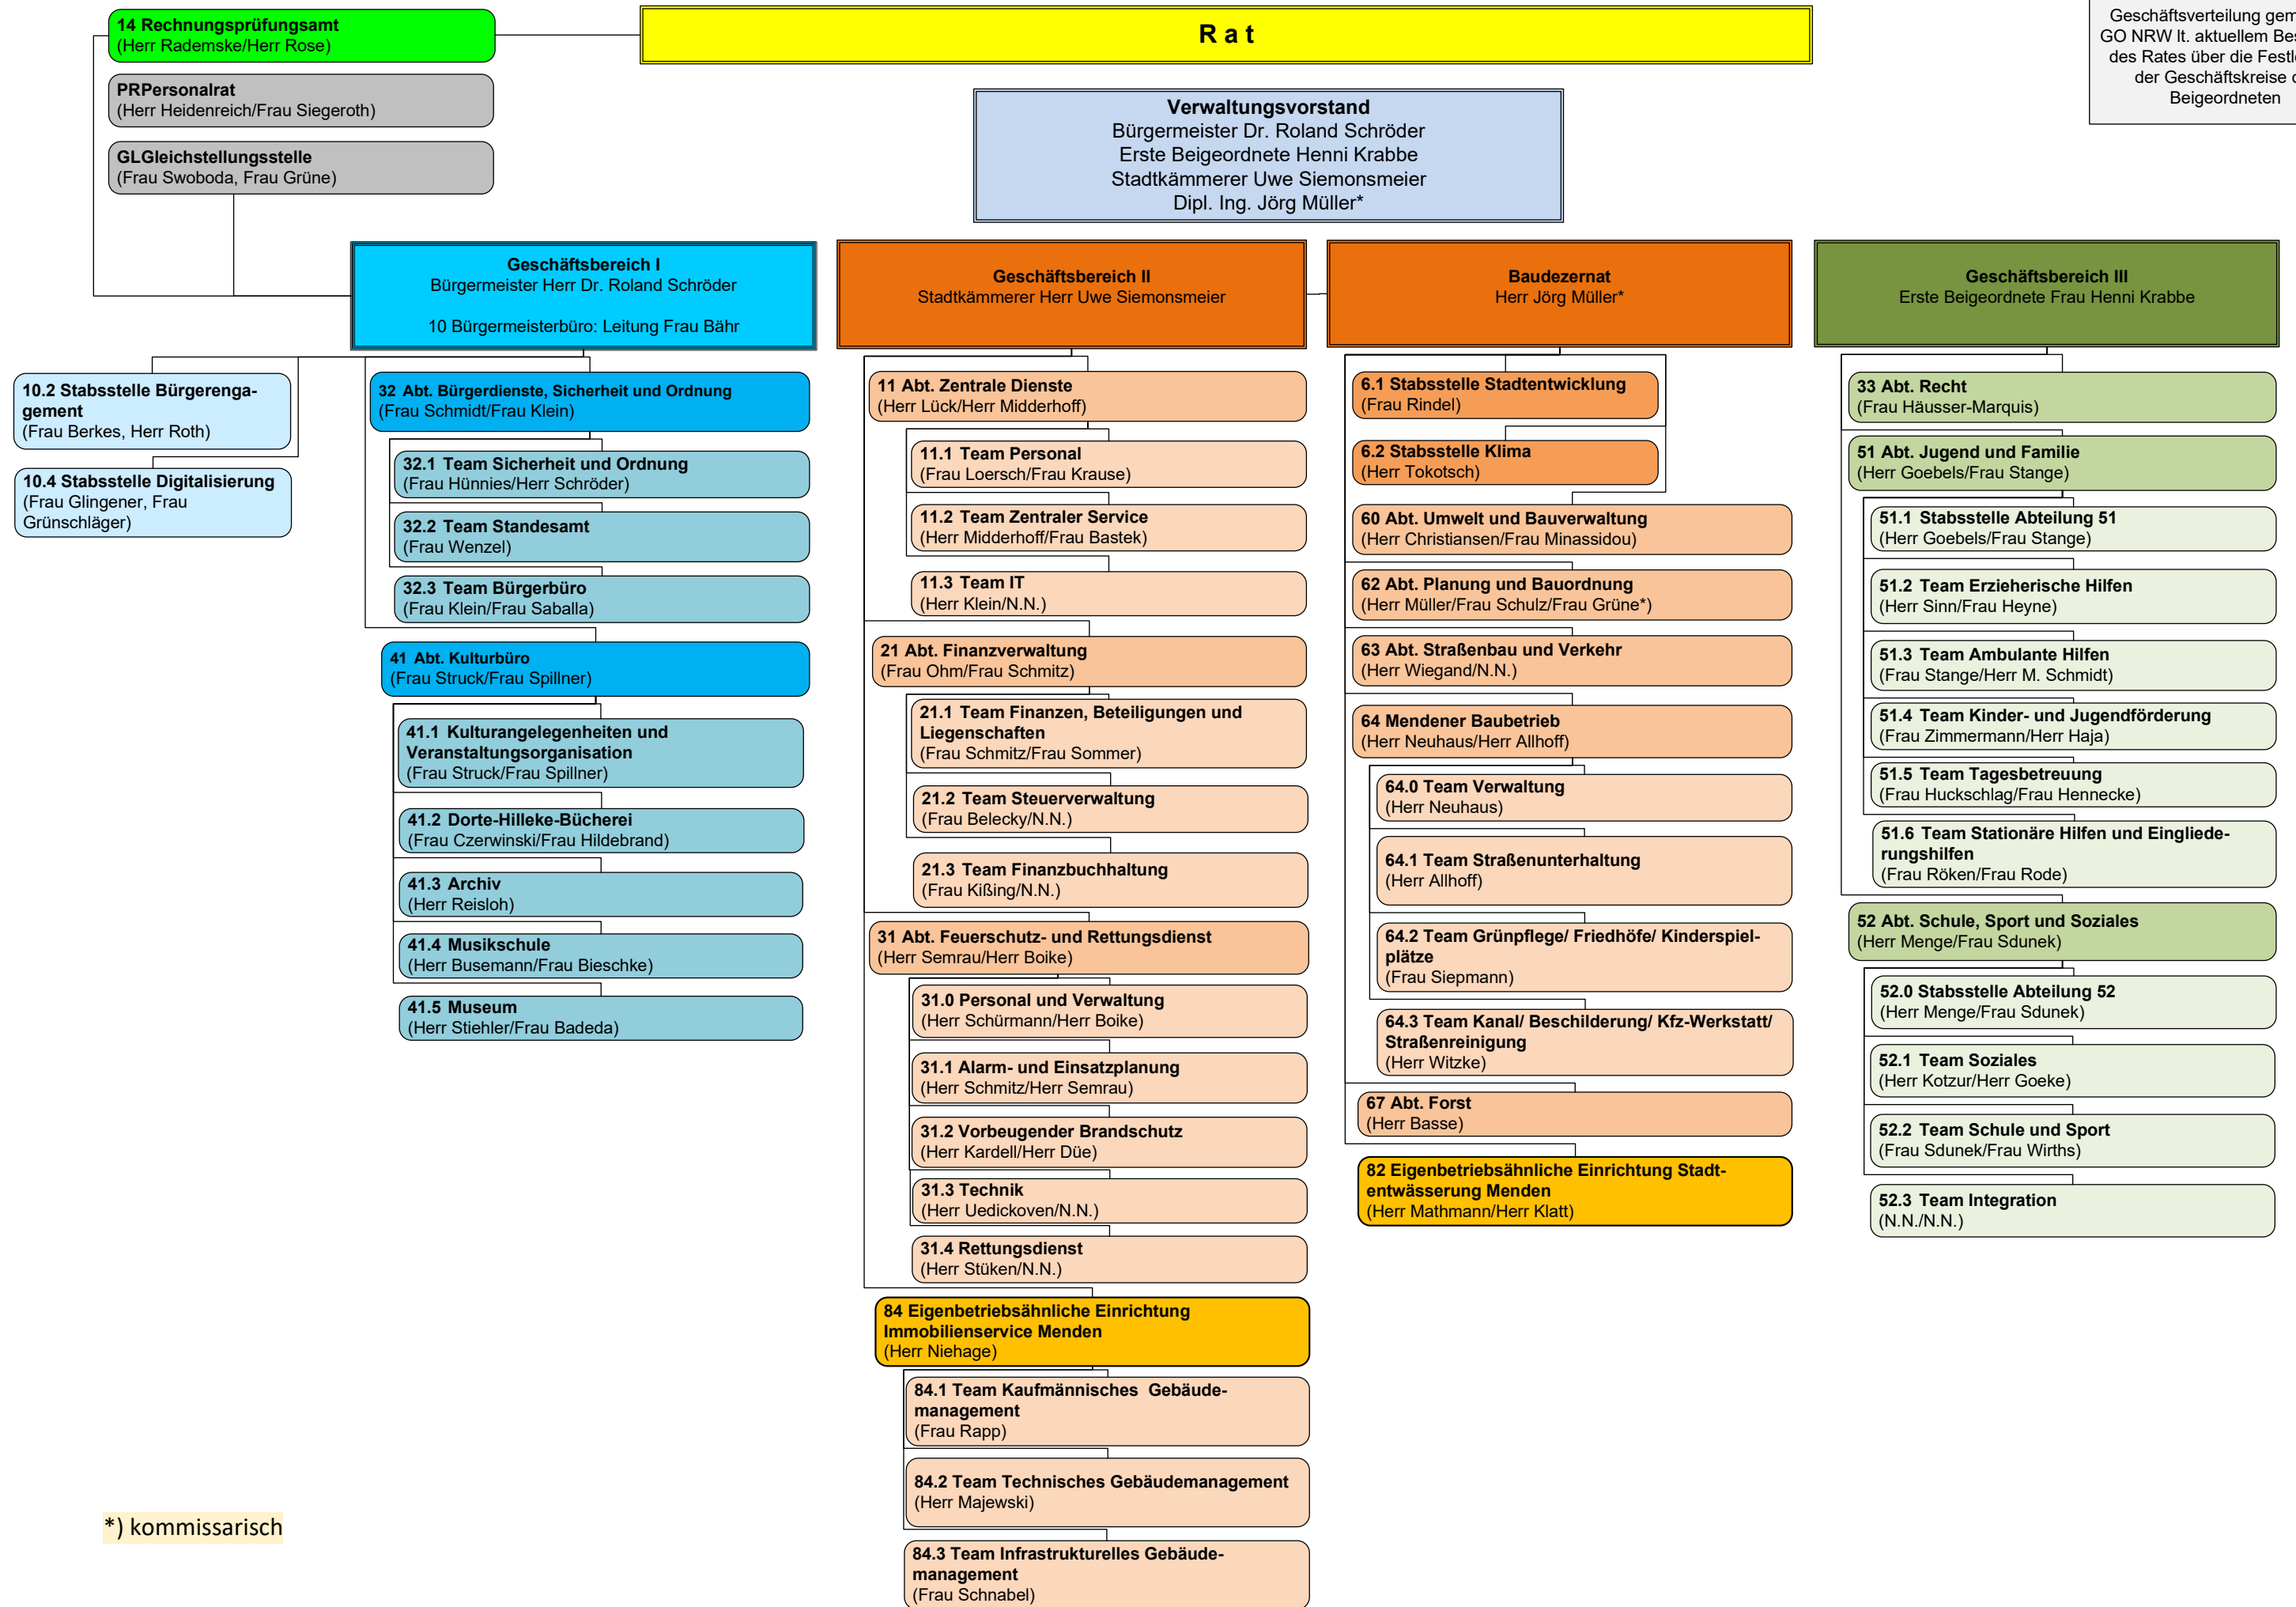 14 Rechnungsprüfungsamt
(Herr Rademske/Herr Rose)
R a t
Geschäftsverteilung
GO NRW lt. aktuellem
des Rates über die
der Geschäftskreise
Beigeordneten
PRPersonalrat
(Herr Heidenreich/Frau Siegeroth)
GLGleichstellungsstelle
(Frau Swoboda, Frau Grüne)
Verwaltungsvorstand
Bürgermeister Dr. Roland Schröder
Erste Beigeordnete Henni Krabbe
Stadtkämmerer Uwe Siemonsmeier
Dipl. Ing. Jörg Müller*
Geschäftsbereich I
Bürgermeister Herr Dr. Roland Schröder
10 Bürgermeisterbüro: Leitung Frau Bähr
10.2 Stabsstelle Bürgerenga-
gement
(Frau Berkes, Herr Roth)
10.4 Stabsstelle Digitalisierung
(Frau Glingener, Frau
Grünschläger)
32 Abt. Bürgerdienste, Sicherheit und Ordnung
(Frau Schmidt/Frau Klein)
32.1 Team Sicherheit und Ordnung
(Frau Hünnies/Herr Schröder)
32.2 Team Standesamt
(Frau Wenzel)
32.3 Team Bürgerbüro
(Frau Klein/Frau Saballa)
41 Abt. Kulturbüro
(Frau Struck/Frau Spillner)
41.1 Kulturangelegenheiten und
Veranstaltungsorganisation
(Frau Struck/Frau Spillner)
41.2 Dorte-Hilleke-Bücherei
(Frau Czerwinski/Frau Hildebrand)
41.3 Archiv
(Herr Reisloh)
41.4 Musikschule
(Herr Busemann/Frau Bieschke)
41.5 Museum
(Herr Stiehler/Frau Badeda)
Geschäftsbereich II
Stadtkämmerer Herr Uwe Siemonsmeier
11 Abt. Zentrale Dienste
(Herr Lück/Herr Midderhoff)
11.1 Team Personal
(Frau Loersch/Frau Krause)
11.2 Team Zentraler Service
(Herr Midderhoff/Frau Bastek)
11.3 Team IT
(Herr Klein/N.N.)
21 Abt. Finanzverwaltung
(Frau Ohm/Frau Schmitz)
21.1 Team Finanzen, Beteiligungen und
Liegenschaften
(Frau Schmitz/Frau Sommer)
21.2 Team Steuerverwaltung
(Frau Belecky/N.N.)
21.3 Team Finanzbuchhaltung
(Frau Kißing/N.N.)
31 Abt. Feuerschutz- und Rettungsdienst
(Herr Semrau/Herr Boike)
31.0 Personal und Verwaltung
(Herr Schürmann/Herr Boike)
31.1 Alarm- und Einsatzplanung
(Herr Schmitz/Herr Semrau)
31.2 Vorbeugender Brandschutz
(Herr Kardell/Herr Düe)
31.3 Technik
(Herr Uedickoven/N.N.)
31.4 Rettungsdienst
(Herr Stüken/N.N.)
84 Eigenbetriebsähnliche Einrichtung
Immobilienservice Menden
(Herr Niehage)
84.1 Team Kaufmännisches Gebäude-
management
(Frau Rapp)
84.2 Team Technisches Gebäudemanagement
(Herr Majewski)
84.3 Team Infrastrukturelles Gebäude-
management
(Frau Schnabel)
Baudezernat
Herr Jörg Müller*
6.1 Stabsstelle Stadtentwicklung
(Frau Rindel)
6.2 Stabsstelle Klima
(Herr Tokotsch)
60 Abt. Umwelt und Bauverwaltung
(Herr Christiansen/Frau Minassidou)
62 Abt. Planung und Bauordnung
(Herr Müller/Frau Schulz/Frau Grüne*)
63 Abt. Straßenbau und Verkehr
(Herr Wiegand/N.N.)
64 Mendener Baubetrieb
(Herr Neuhaus/Herr Allhoff)
64.0 Team Verwaltung
(Herr Neuhaus)
64.1 Team Straßenunterhaltung
(Herr Allhoff)
64.2 Team Grünpflege/ Friedhöfe/ Kinderspiel-
plätze
(Frau Siepmann)
64.3 Team Kanal/ Beschilderung/ Kfz-Werkstatt/
Straßenreinigung
(Herr Witzke)
67 Abt. Forst
(Herr Basse)
82 Eigenbetriebsähnliche Einrichtung Stadt-
entwässerung Menden
(Herr Mathmann/Herr Klatt)
Geschäftsbereich III
Erste Beigeordnete Frau Henni Krabbe
33 Abt. Recht
(Frau Häusser-Marquis)
51 Abt. Jugend und Familie
(Herr Goebels/Frau Stange)
51.1 Stabsstelle Abteilung 51
(Herr Goebels/Frau Stange)
51.2 Team Erzieherische Hilfen
(Herr Sinn/Frau Heyne)
51.3 Team Ambulante Hilfen
(Frau Stange/Herr M. Schmidt)
51.4 Team Kinder- und Jugendförderung
(Frau Zimmermann/Herr Haja)
51.5 Team Tagesbetreuung
(Frau Huckschlag/Frau Hennecke)
51.6 Team Stationäre Hilfen und Eingliede-
rungshilfen
(Frau Röken/Frau Rode)
52 Abt. Schule, Sport und Soziales
(Herr Menge/Frau Sdunek)
52.0 Stabsstelle Abteilung 52
(Herr Menge/Frau Sdunek)
52.1 Team Soziales
(Herr Kotzur/Herr Goeke)
52.2 Team Schule und Sport
(Frau Sdunek/Frau Wirths)
52.3 Team Integration
(N.N./N.N.)
*) kommissarisch